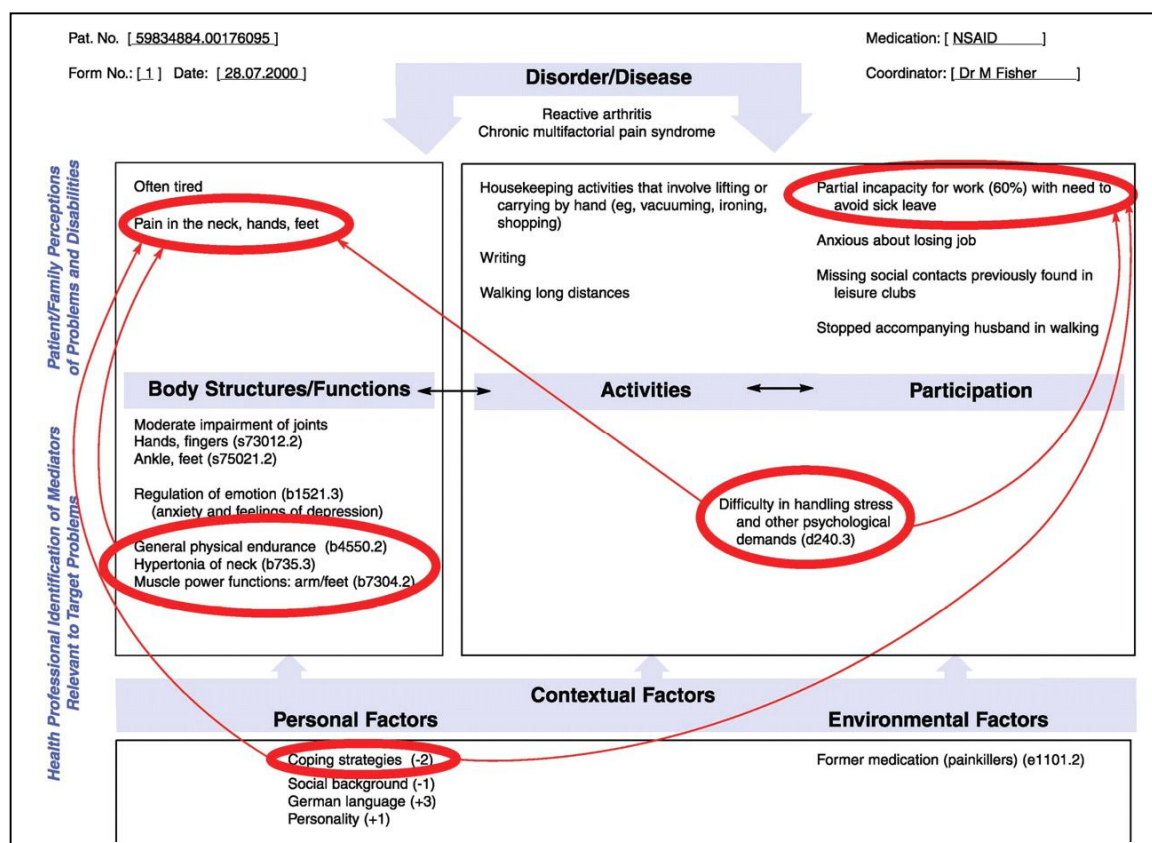 Pat. No. [ 59834884.00176095 ]
Medication: [ NSAID ]
Form No.: [ 1 ] Date: [ 28.07.2000 ]
Coordinator: [ Dr M Fisher ]
Disorder/Disease
Reactive arthritis
Chronic multifactorial pain syndrome
Patient/Family Perceptions
of Problems and Disabilities
Often tired
Pain in the neck, hands, feet
Housekeeping activities that involve lifting or
carrying by hand (eg, vacuuming, ironing,
shopping)
Writing
Walking long distances
Partial incapacity for work (60%) with need to
avoid sick leave
Anxious about losing job
Missing social contacts previously found in
leisure clubs
Stopped accompanying husband in walking
Body Structures/Functions
Activities
Participation
Health Professional Identification of Mediators
Relevant to Target Problems
Moderate impairment of joints
Hands, fingers (s73012.2)
Ankle, feet (s75021.2)
Regulation of emotion (b1521.3)
(anxiety and feelings of depression)
General physical endurance (b4550.2)
Hypertonia of neck (b735.3)
Muscle power functions: arm/feet (b7304.2)
Difficulty in handling stress
and other psychological
demands (d240.3)
Contextual Factors
Personal Factors
Environmental Factors
Coping strategies (-2)
Social background (-1)
German language (+3)
Personality (+1)
Former medication (painkillers) (e1101.2)